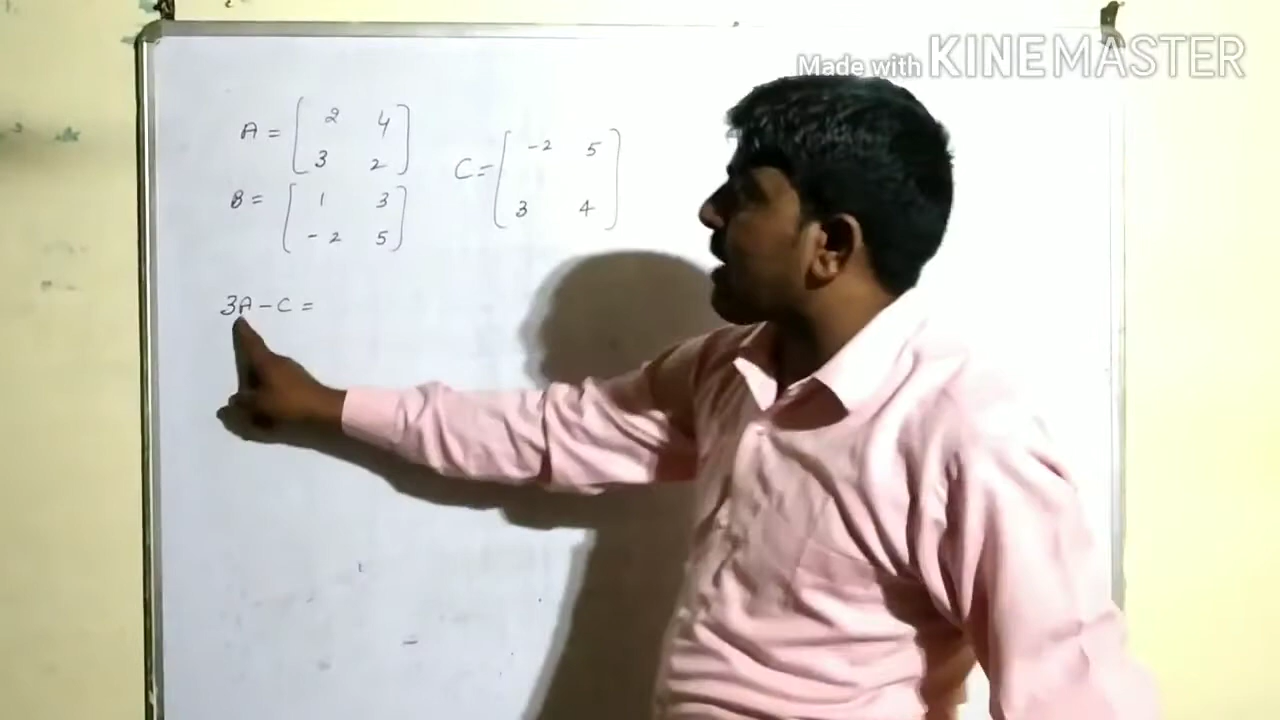 Made with KINEMASTER
A = [ 2 4
3 2 ]
B = [ 1 3
-2 5 ]
C = [ -2 5
3 4 ]
3A - C =